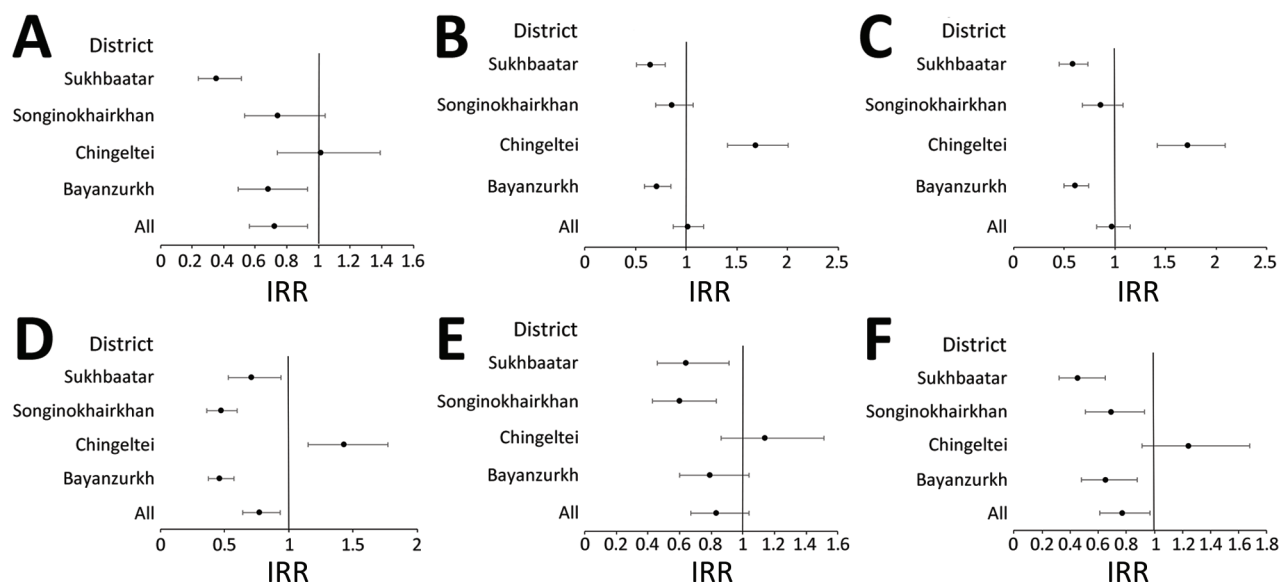 A
District
Sukhbaatar
Songinokhairkhan
Chingeltei
Bayanzurkh
All
0 0.2 0.4 0.6 0.8 1 1.2 1.4 1.6
IRR
B
District
Sukhbaatar
Songinokhairkhan
Chingeltei
Bayanzurkh
All
0 0.5 1 1.5 2 2.5
IRR
C
District
Sukhbaatar
Songinokhairkhan
Chingeltei
Bayanzurkh
All
0 0.5 1 1.5 2 2.5
IRR
D
District
Sukhbaatar
Songinokhairkhan
Chingeltei
Bayanzurkh
All
0 0.5 1 1.5 2
IRR
E
District
Sukhbaatar
Songinokhairkhan
Chingeltei
Bayanzurkh
All
0 0.2 0.4 0.6 0.8 1 1.2 1.4 1.6
IRR
F
District
Sukhbaatar
Songinokhairkhan
Chingeltei
Bayanzurkh
All
0 0.2 0.4 0.6 0.8 1 1.2 1.4 1.6 1.8
IRR